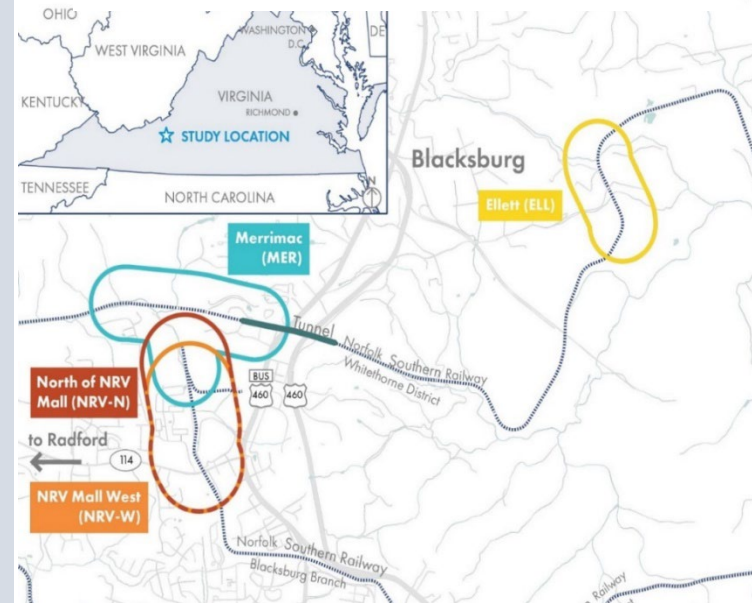 OHIO
WASHINGTON
D.C.
DE
WEST VIRGINIA
KENTUCKY
VIRGINIA
RICHMOND
STUDY LOCATION
TENNESSEE
NORTH CAROLINA
N
Blacksburg
Ellett (ELL)
Merrimac
(MER)
Tunnel
Norfolk Southern Railway
Whitethorne District
BUS
460
460
North of NRV
Mall (NRV-N)
to Radford
114
NRV Mall West
(NRV-W)
Norfolk Southern Railway
Blacksburg Branch
Railway